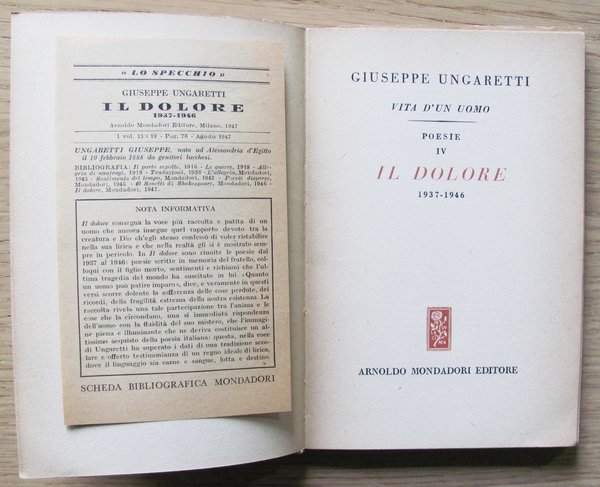 « LO SPECCHIO »
GIUSEPPE UNGARETTI
IL DOLORE
1937-1946
Arnoldo Mondadori Editore, Milano, 1947
1 vol. 13×19 - Pag. 76 - Agosto 1947
UNGARETTI GIUSEPPE, nato ad Alessandria d'Egitto
il 10 febbraio 1888 da genitori lucchesi.
BIBLIOGRAFIA: Il porto sepolto, 1916 - La guerra, 1919 - Alle-
gria di naufragi, 1919 - Traduzioni, 1936 - L'allegria, Mondadori,
1943 - Sentimento del tempo, Mondadori, 1943 - Poesie disperse,
Mondadori, 1945 - 40 Sonetti di Shakespeare, Mondadori, 1946 -
Il dolore, Mondadori, 1947.
NOTA INFORMATIVA
Il dolore consegna la voce più raccolta e patita di un
uomo che ancora insegue quel rapporto devoto tra la
creatura e Dio ch'egli stesso confessò di voler ristabilire
nella sua lirica e che nella realtà gli si è mostrato sem-
pre in pericolo. In Il dolore sono riunite le poesie dal
1937 al 1946: poesie scritte in memoria del fratello, col-
loqui con il figlio morto, sentimenti e richiami che l'ul-
tima tragedia del mondo ha suscitato in lui. «Quanto
un uomo può patire imparo», dice, e veramente in questi
versi scorre dolente la sofferenza delle cose perdute, dei
ricordi, della fragilità estrema della nostra esistenza. La
raccolta rivela una tale partecipazione tra l'anima e le
cose che la circondano, una sì immediata rispondenza
dell'uomo con la fluidità del suo mistero, che l'immagi-
ne piena e illuminante che ne deriva costituisce un al-
tissimo acquisto della poesia italiana: questa, nella voce
di Ungaretti ha superato i dati di una tradizione seco-
lare e offerto testimonianza di un regno ideale di lirica,
dove il linguaggio sia carne e sangue, lotta e destino.
SCHEDA BIBLIOGRAFICA MONDADORI
GIUSEPPE UNGARETTI
VITA D'UN UOMO
POESIE
IV
IL DOLORE
1937-1946
ARNOLDO MONDADORI EDITORE